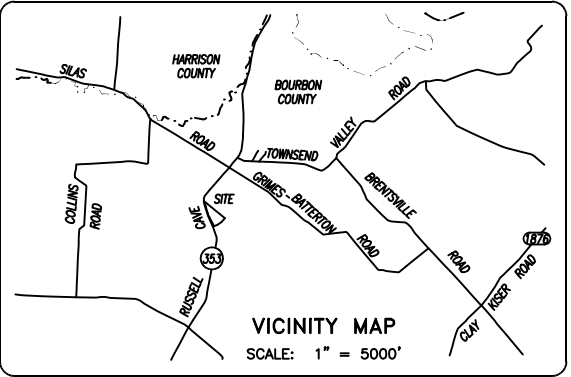 HARRISON
COUNTY
SILAS
BOURBON
COUNTY
ROAD
VALLEY
ROAD
TOWNSEND
GRIMES - BATTERTON
ROAD
BRENTSVILLE
ROAD
COLLINS
ROAD
CAVE
SITE
353
RUSSELL
1876
CLAY KISER ROAD
VICINITY MAP
SCALE: 1" = 5000'